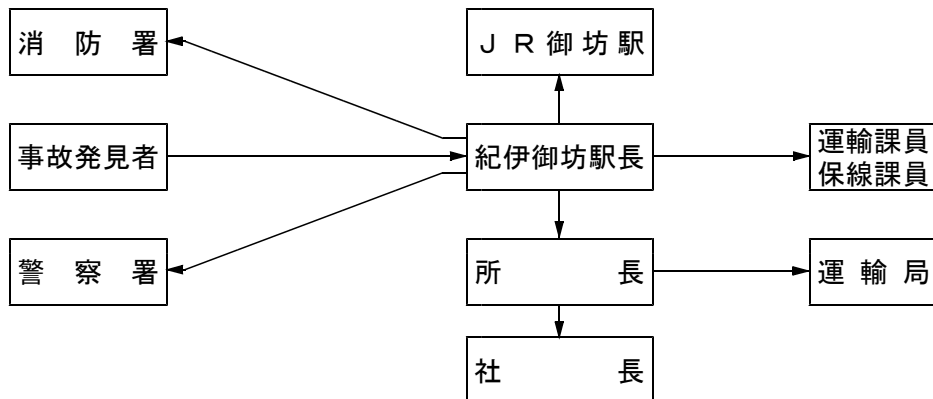 消防署
ＪＲ御坊駅
事故発見者
紀伊御坊駅長
運輸課員
保線課員
警察署
所長
運輸局
社長